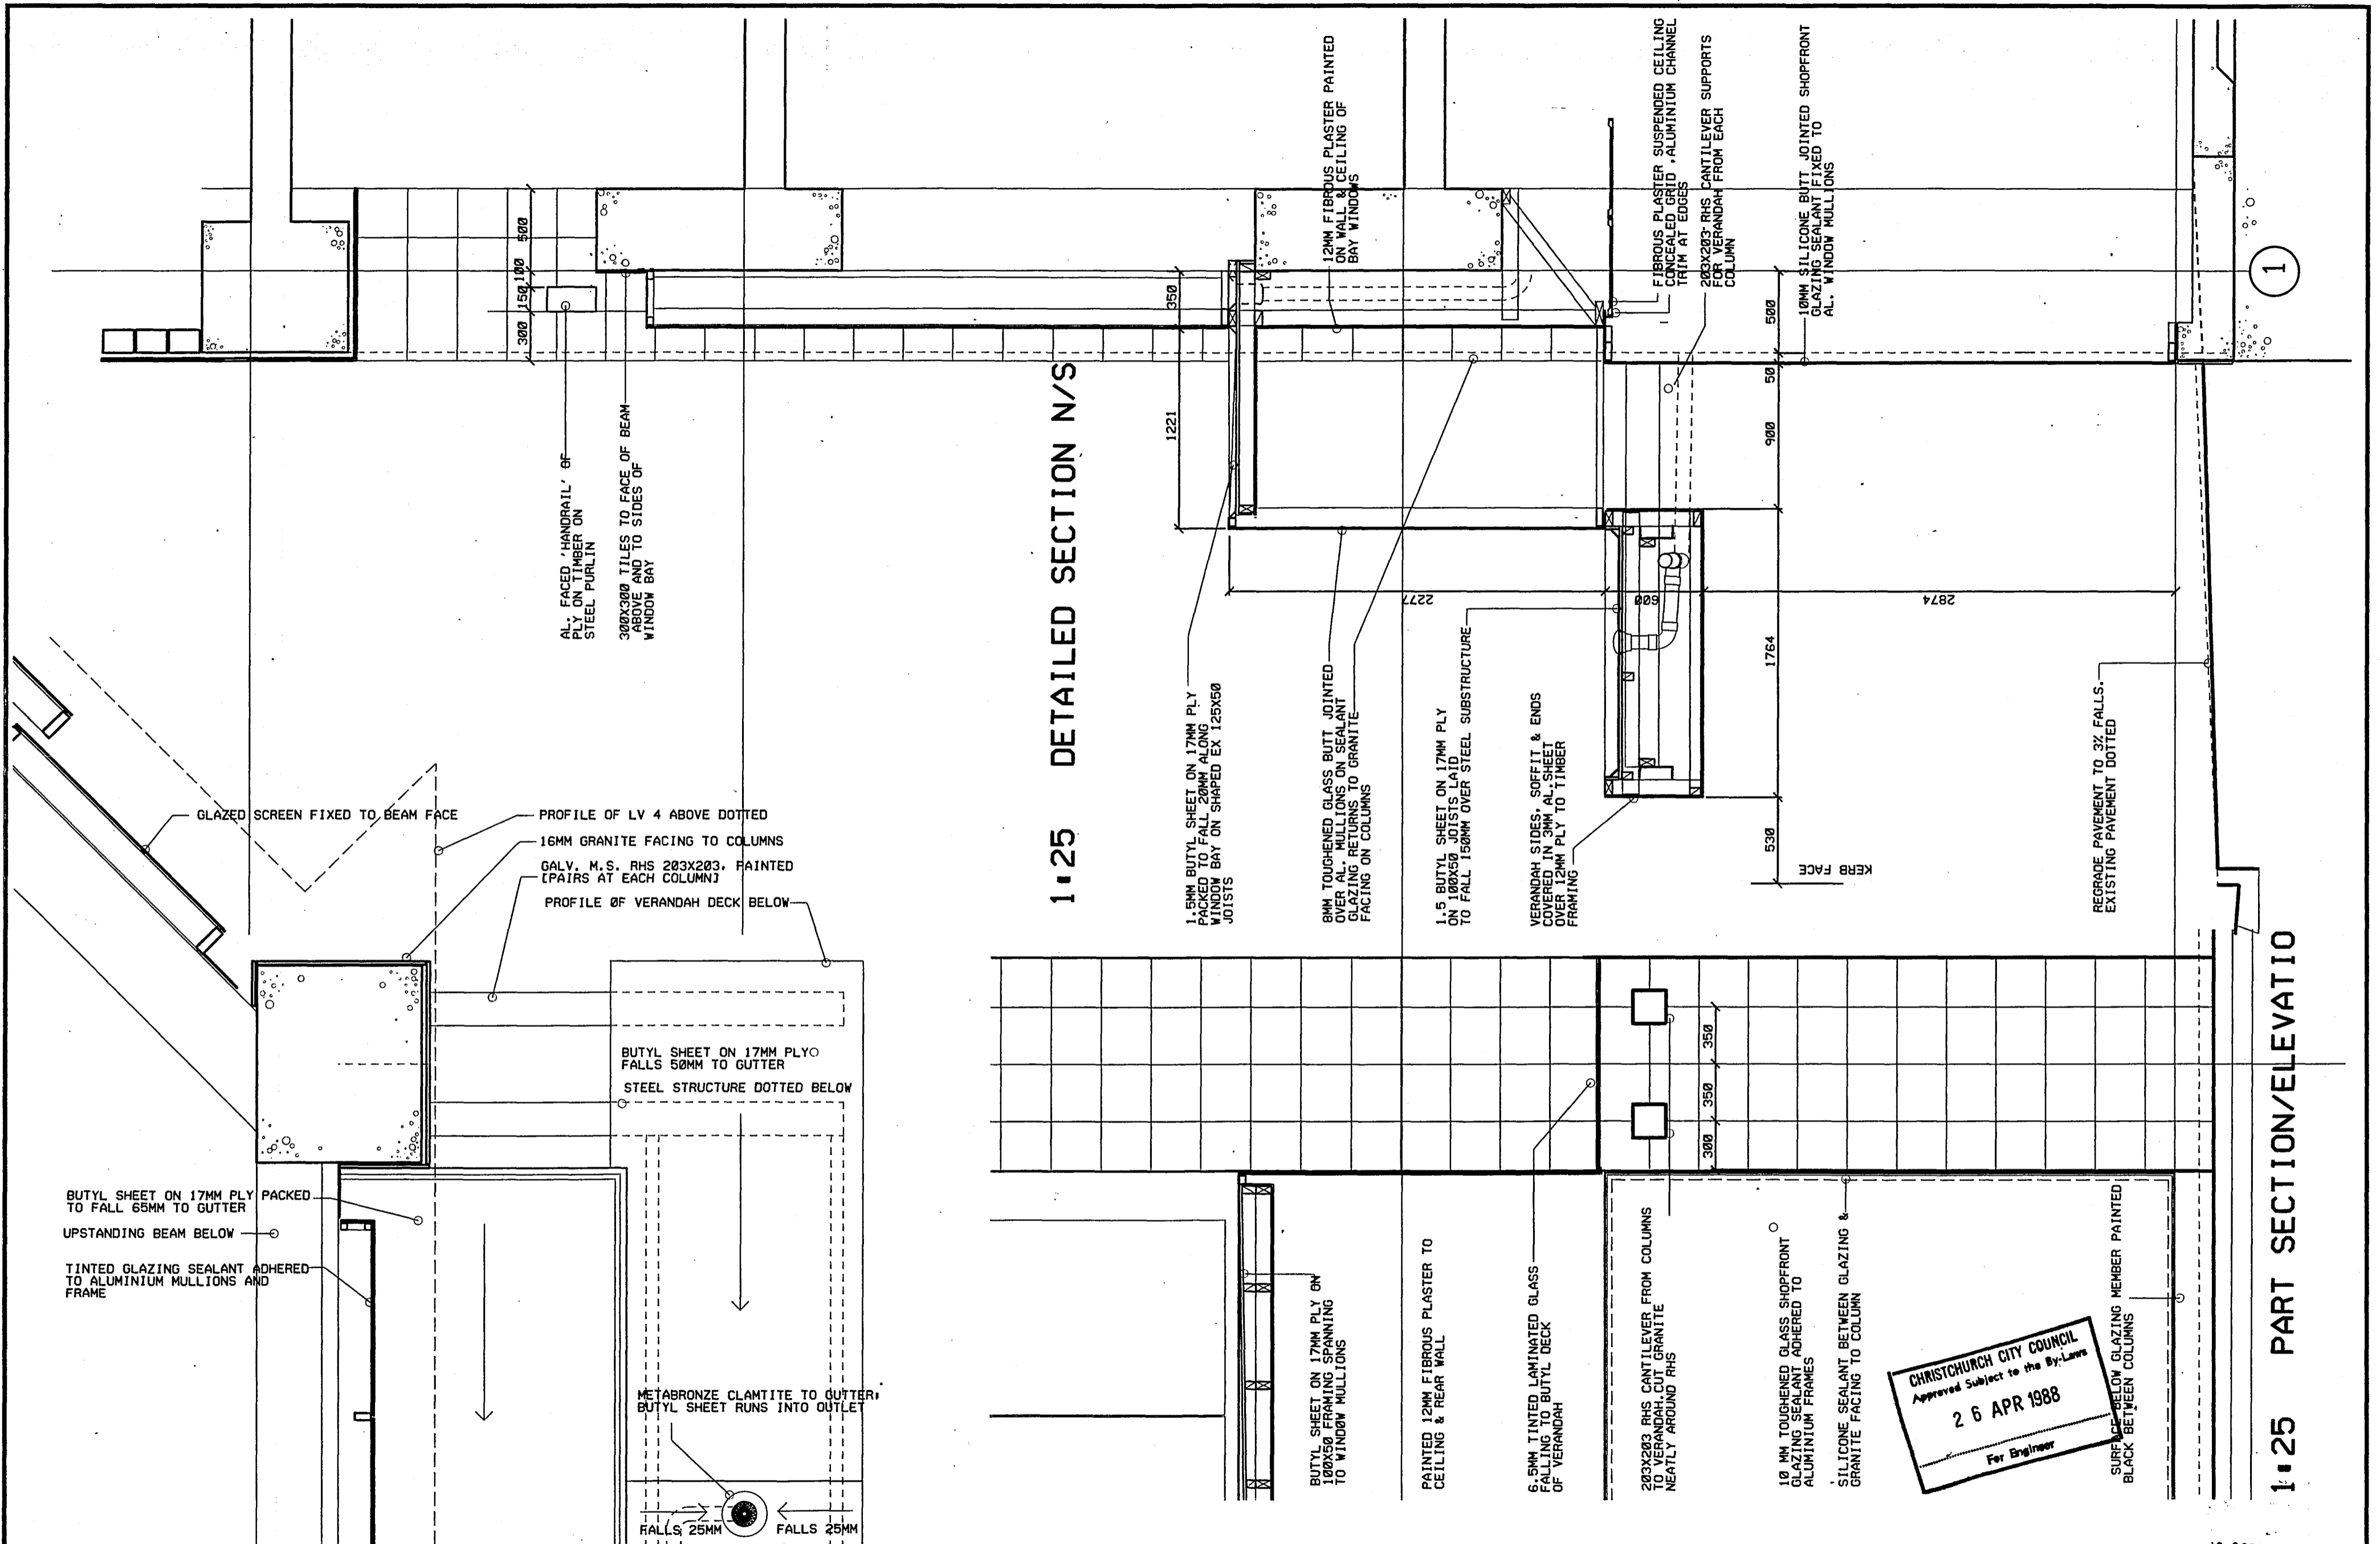 GLAZED SCREEN FIXED TO BEAM FACE
PROFILE OF LV 4 ABOVE DOTTED
16MM GRANITE FACING TO COLUMNS
GALV. M.S. RHS 203X203, PAINTED
[PAIRS AT EACH COLUMN]
PROFILE OF VERANDAH DECK BELOW
BUTYL SHEET ON 17MM PLY
FALLS 50MM TO GUTTER
STEEL STRUCTURE DOTTED BELOW
BUTYL SHEET ON 17MM PLY PACKED
TO FALL 65MM TO GUTTER
UPSTANDING BEAM BELOW
TINTED GLAZING SEALANT ADHERED
TO ALUMINIUM MULLIONS AND
FRAME
METABRONZE CLAMTITE TO GUTTER,
BUTYL SHEET RUNS INTO OUTLET
FALLS 25MM
FALLS 25MM
AL. FACED 'HANDRAIL' OF
PLY ON TIMBER ON
STEEL PURLIN
300X300 TILES TO FACE OF BEAM
ABOVE AND TO SIDES OF
WINDOW BAY
300
150
100
500
1:25 DETAILED SECTION N/S
12MM FIBROUS PLASTER PAINTED
ON WALL & CEILING OF
BAY WINDOWS
FIBROUS PLASTER SUSPENDED CEILING
CONCEALED GRID ,ALUMINIUM CHANNEL
TRIM AT EDGES
203X203 RHS CANTILEVER SUPPORTS
FOR VERANDAH FROM EACH
COLUMN
10MM SILICONE BUTT JOINTED SHOPFRONT
GLAZING SEALANT FIXED TO
AL. WINDOW MULLIONS
350
1221
500
50
900
1764
530
2277
600
2874
KERB FACE
1
1.5MM BUTYL SHEET ON 17MM PLY
PACKED TO FALL 20MM ALONG
WINDOW BAY ON SHAPED EX 125X50
JOISTS
8MM TOUGHENED GLASS BUTT JOINTED
OVER AL. MULLIONS ON SEALANT
GLAZING RETURNS TO GRANITE
FACING ON COLUMNS
1.5 BUTYL SHEET ON 17MM PLY
ON 100X50 JOISTS LAID
TO FALL 150MM OVER STEEL SUBSTRUCTURE
VERANDAH SIDES, SOFFIT & ENDS
COVERED IN 3MM AL.SHEET
OVER 12MM PLY TO TIMBER
FRAMING
REGRADE PAVEMENT TO 3% FALLS.
EXISTING PAVEMENT DOTTED
350
350
300
BUTYL SHEET ON 17MM PLY ON
100X50 FRAMING SPANNING
TO WINDOW MULLIONS
PAINTED 12MM FIBROUS PLASTER TO
CEILING & REAR WALL
6.5MM TINTED LAMINATED GLASS
FALLING TO BUTYL DECK
OF VERANDAH
203X203 RHS CANTILEVER FROM COLUMNS
TO VERANDAH.CUT GRANITE
NEATLY AROUND RHS
10 MM TOUGHENED GLASS SHOPFRONT
GLAZING SEALANT ADHERED TO
ALUMINIUM FRAMES
SILICONE SEALANT BETWEEN GLAZING &
GRANITE FACING TO COLUMN
SURFACE BELOW GLAZING MEMBER PAINTED
BLACK BETWEEN COLUMNS
CHRISTCHURCH CITY COUNCIL
Approved Subject to the By-Laws
26 APR 1988
For Engineer
1:25 PART SECTION/ELEVATIO